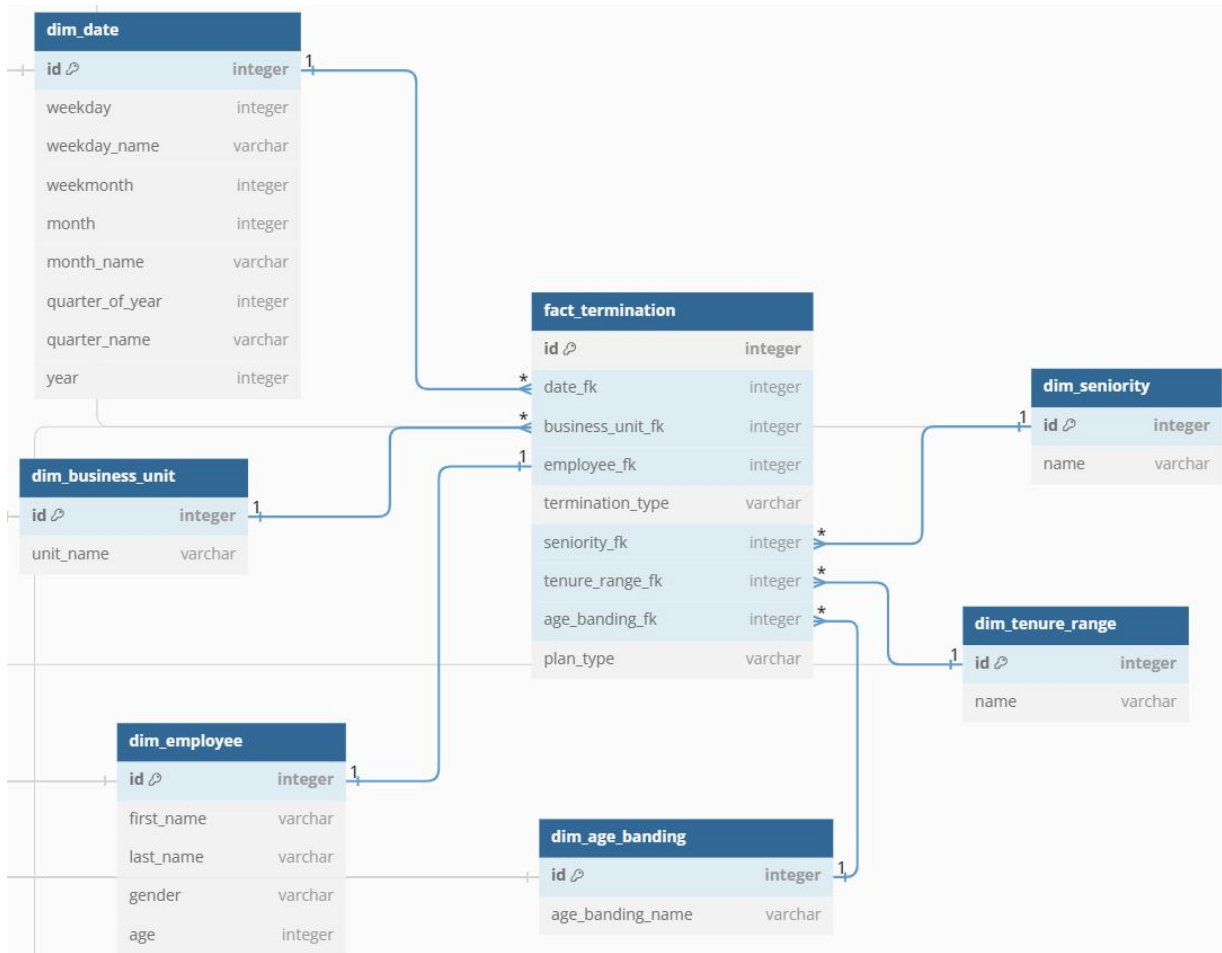 dim_date
id integer
weekday integer
weekday_name varchar
weekmonth integer
month integer
month_name varchar
quarter_of_year integer
quarter_name varchar
year integer
1
*
fact_termination
id integer
date_fk integer
* business_unit_fk integer
1 employee_fk integer
termination_type varchar
seniority_fk integer *
tenure_range_fk integer *
age_banding_fk integer *
plan_type varchar
dim_seniority
1 id integer
name varchar
dim_business_unit
id integer 1
unit_name varchar
dim_tenure_range
1 id integer
name varchar
dim_employee
id integer 1
first_name varchar
last_name varchar
gender varchar
age integer
dim_age_banding
id integer 1
age_banding_name varchar